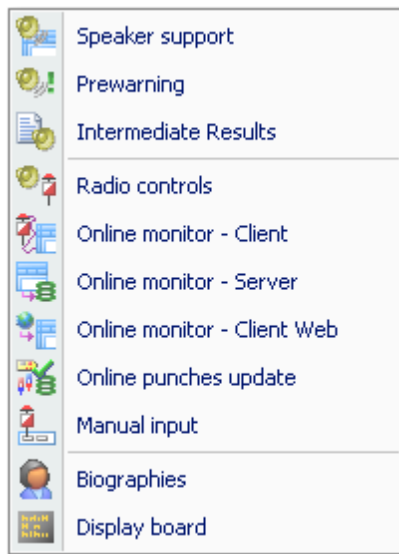 Speaker support
Prewarning
Intermediate Results
Radio controls
Online monitor - Client
Online monitor - Server
Online monitor - Client Web
Online punches update
Manual input
Biographies
Display board